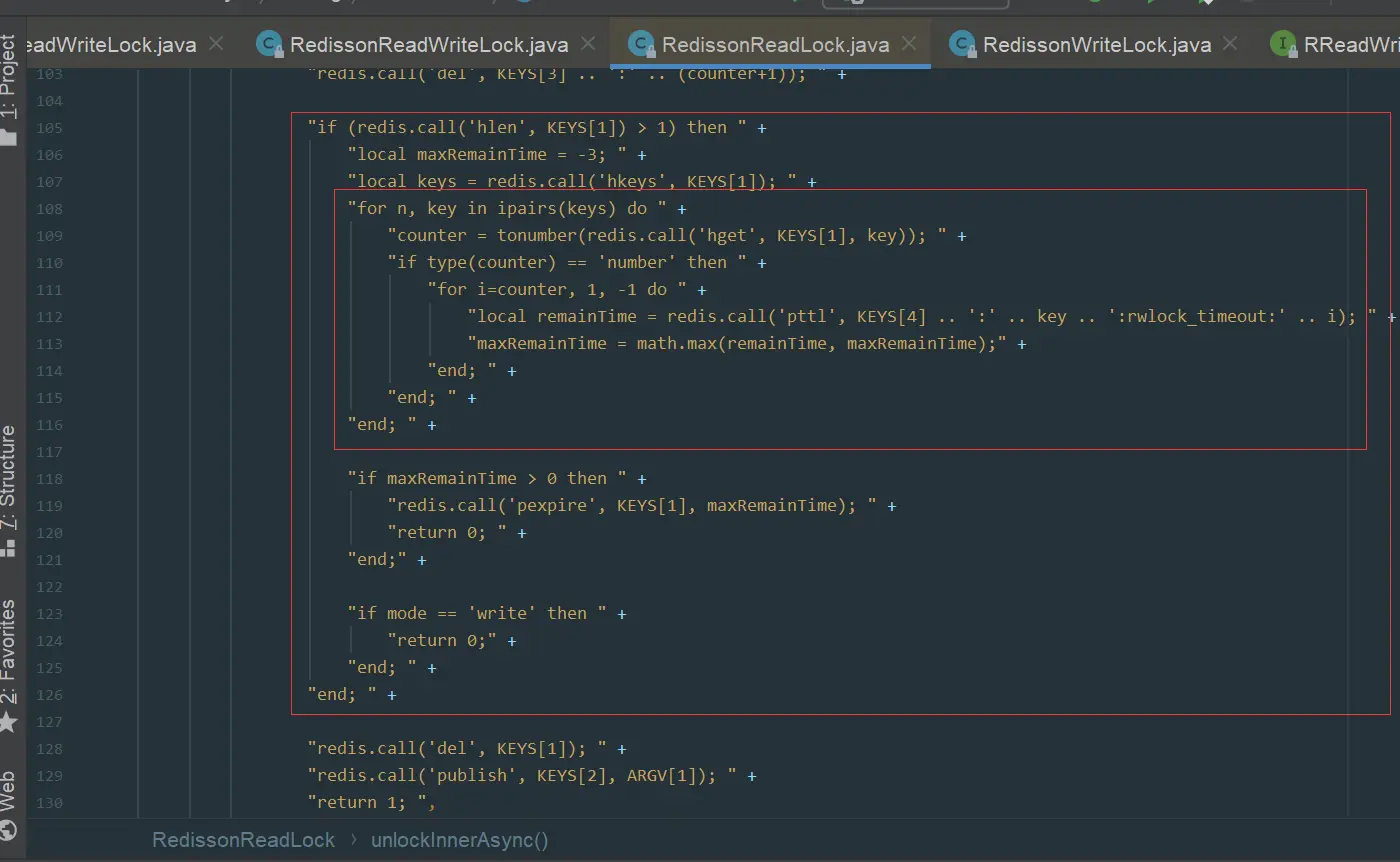 eadWriteLock.java
RedissonReadWriteLock.java
RedissonReadLock.java
RedissonWriteLock.java
RReadWri
1: Project
7: Structure
2: Favorites
Web
103 "redis.call('del', KEYS[3] .. ':' .. (counter+1)); " +
104
105 "if (redis.call('hlen', KEYS[1]) > 1) then " +
106 "local maxRemainTime = -3; " +
107 "local keys = redis.call('hkeys', KEYS[1]); " +
108 "for n, key in ipairs(keys) do " +
109 "counter = tonumber(redis.call('hget', KEYS[1], key)); " +
110 "if type(counter) == 'number' then " +
111 "for i=counter, 1, -1 do " +
112 "local remainTime = redis.call('pttl', KEYS[4] .. ':' .. key .. ':rwlock_timeout:' .. i); " +
113 "maxRemainTime = math.max(remainTime, maxRemainTime);" +
114 "end; " +
115 "end; " +
116 "end; " +
117
118 "if maxRemainTime > 0 then " +
119 "redis.call('pexpire', KEYS[1], maxRemainTime); " +
120 "return 0; " +
121 "end;" +
122
123 "if mode == 'write' then " +
124 "return 0;" +
125 "end; " +
126 "end; " +
127
128 "redis.call('del', KEYS[1]); " +
129 "redis.call('publish', KEYS[2], ARGV[1]); " +
130 "return 1; ",
RedissonReadLock › unlockInnerAsync()